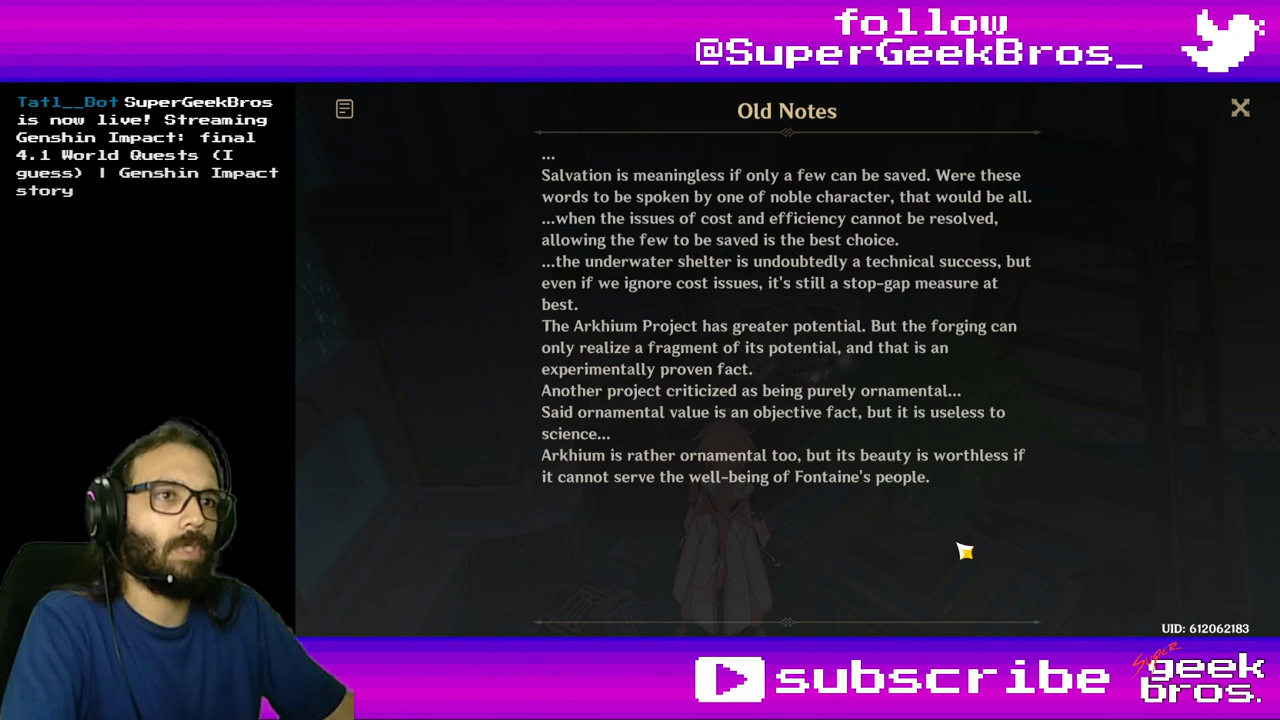 follow
@SuperGeekBros_
Tatl__Bot SuperGeekBros
is now live! Streaming
Genshin Impact: final
4.1 World Quests (I
guess) | Genshin Impact
story
Old Notes
...
Salvation is meaningless if only a few can be saved. Were these
words to be spoken by one of noble character, that would be all.
...when the issues of cost and efficiency cannot be resolved,
allowing the few to be saved is the best choice.
...the underwater shelter is undoubtedly a technical success, but
even if we ignore cost issues, it's still a stop-gap measure at
best.
The Arkhium Project has greater potential. But the forging can
only realize a fragment of its potential, and that is an
experimentally proven fact.
Another project criticized as being purely ornamental...
Said ornamental value is an objective fact, but it is useless to
science...
Arkhium is rather ornamental too, but its beauty is worthless if
it cannot serve the well-being of Fontaine's people.
UID: 612062183
subscribe
SUPER
geek
bros.